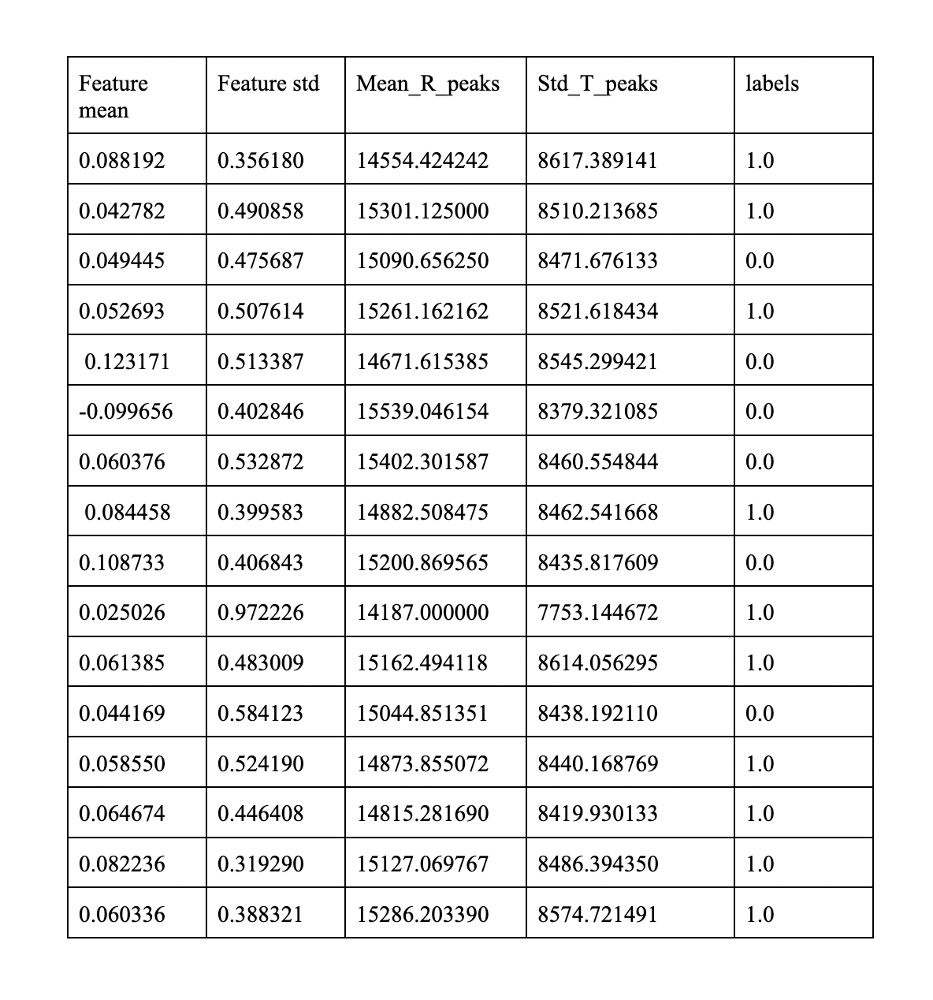 Feature mean Feature std Mean_R_peaks Std_T_peaks labels
0.088192 0.356180 14554.424242 8617.389141 1.0
0.042782 0.490858 15301.125000 8510.213685 1.0
0.049445 0.475687 15090.656250 8471.676133 0.0
0.052693 0.507614 15261.162162 8521.618434 1.0
0.123171 0.513387 14671.615385 8545.299421 0.0
-0.099656 0.402846 15539.046154 8379.321085 0.0
0.060376 0.532872 15402.301587 8460.554844 0.0
0.084458 0.399583 14882.508475 8462.541668 1.0
0.108733 0.406843 15200.869565 8435.817609 0.0
0.025026 0.972226 14187.000000 7753.144672 1.0
0.061385 0.483009 15162.494118 8614.056295 1.0
0.044169 0.584123 15044.851351 8438.192110 0.0
0.058550 0.524190 14873.855072 8440.168769 1.0
0.064674 0.446408 14815.281690 8419.930133 1.0
0.082236 0.319290 15127.069767 8486.394350 1.0
0.060336 0.388321 15286.203390 8574.721491 1.0